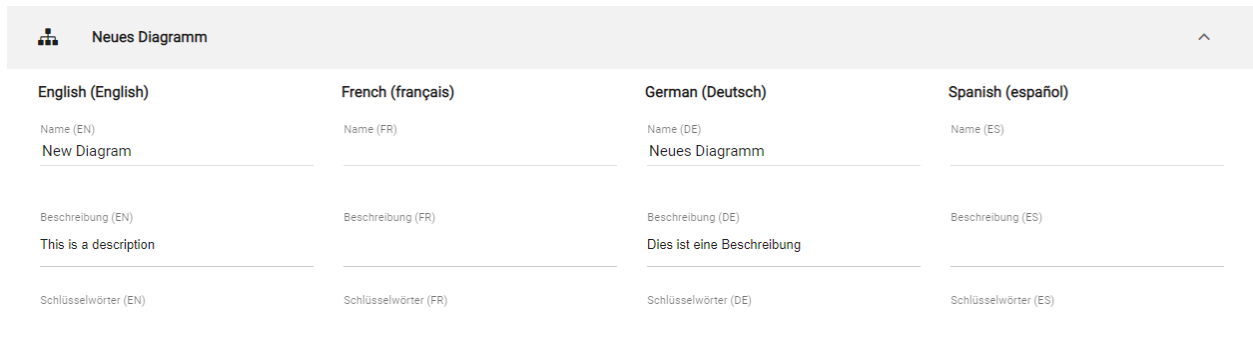 Neues Diagramm
English (English) French (français) German (Deutsch) Spanish (español)
Name (EN) Name (FR) Name (DE) Name (ES)
New Diagram Neues Diagramm
Beschreibung (EN) Beschreibung (FR) Beschreibung (DE) Beschreibung (ES)
This is a description Dies ist eine Beschreibung
Schlüsselwörter (EN) Schlüsselwörter (FR) Schlüsselwörter (DE) Schlüsselwörter (ES)